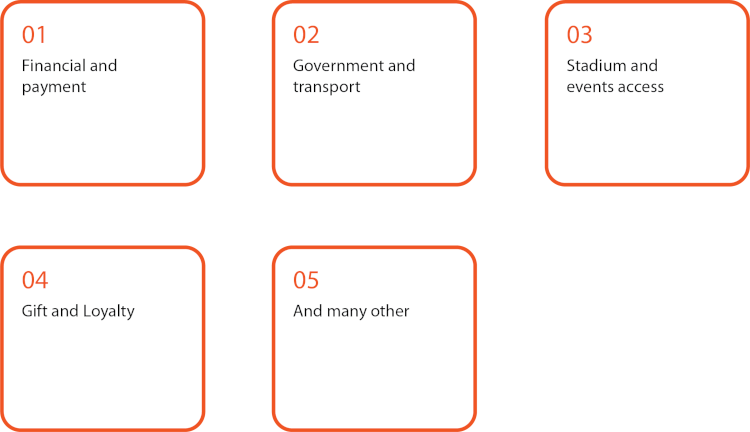 01
Financial and
payment
02
Government and
transport
03
Stadium and
events access
04
Gift and Loyalty
05
And many other